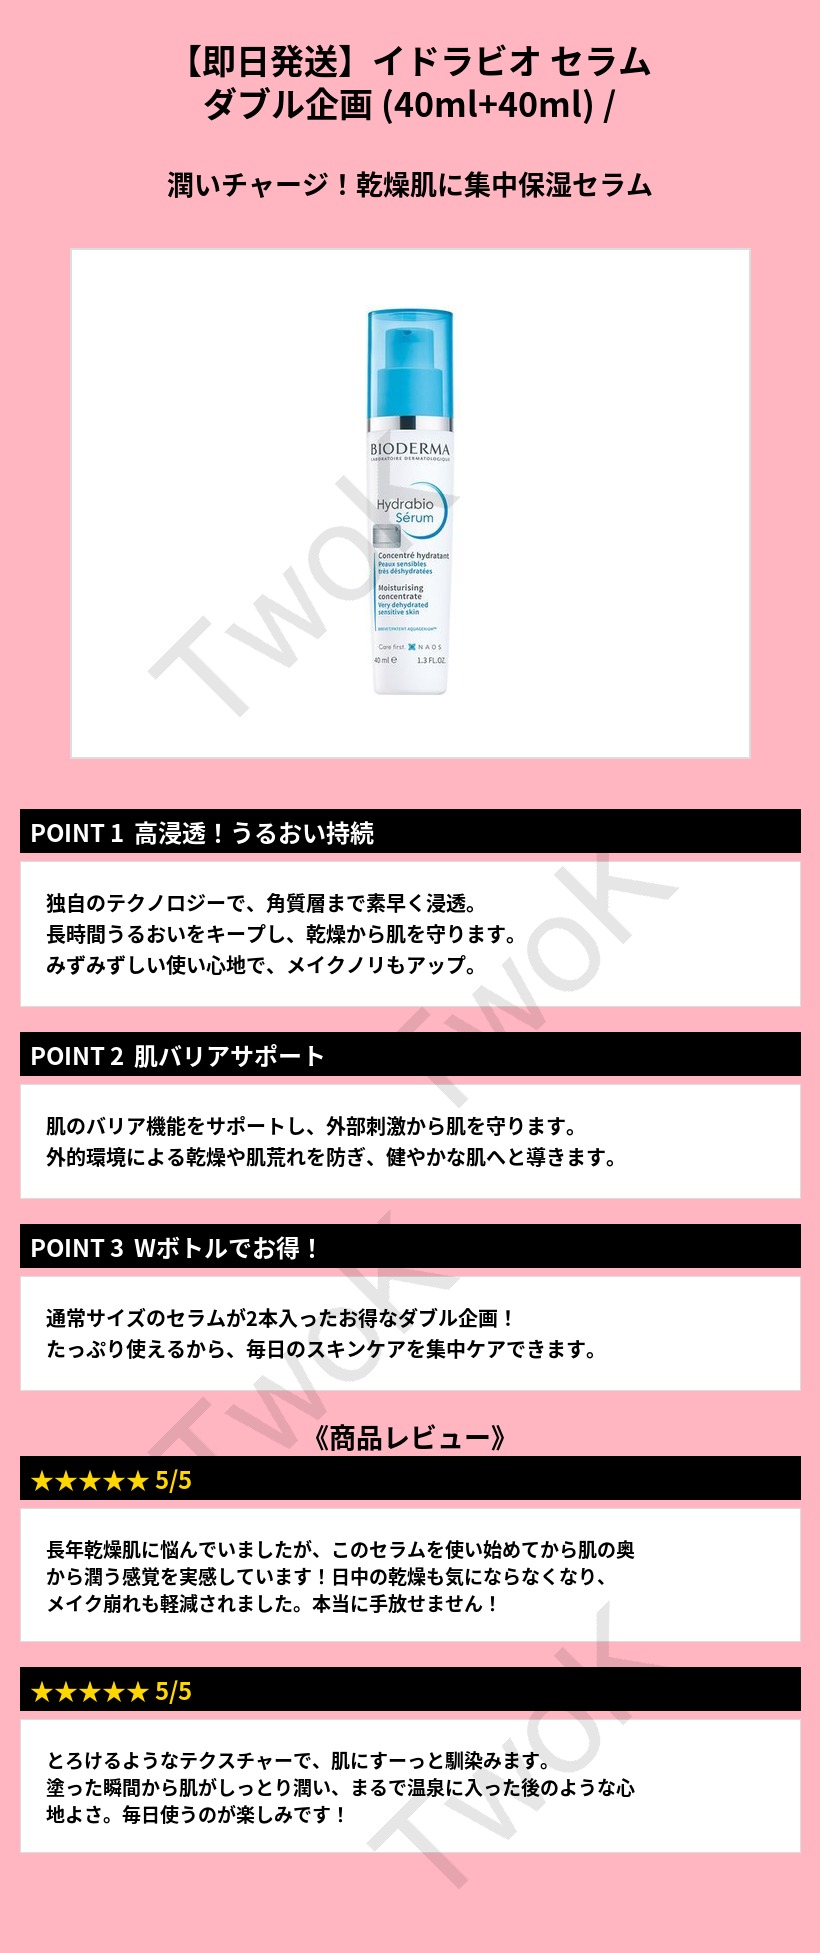 【即日発送】イドラビオ セラム
ダブル企画 (40ml+40ml) /
潤いチャージ！乾燥肌に集中保湿セラム
BIODERMA
LABORATOIRE DERMATOLOGIQUE
Hydrabio
Sérum
Concentré hydratant
Peaux sensibles
très déshydratées
Moisturising
concentrate
Very dehydrated
sensitive skin
BREVET/PATENT AQUAGENIUM™
Care first. NAOS
40 ml ℮ 1.3 FL.OZ.
TwoK
POINT 1 高浸透！うるおい持続
独自のテクノロジーで、角質層まで素早く浸透。
長時間うるおいをキープし、乾燥から肌を守ります。
みずみずしい使い心地で、メイクノリもアップ。
TwoK
POINT 2 肌バリアサポート
肌のバリア機能をサポートし、外部刺激から肌を守ります。
外的環境による乾燥や肌荒れを防ぎ、健やかな肌へと導きます。
POINT 3 Wボトルでお得！
通常サイズのセラムが2本入ったお得なダブル企画！
たっぷり使えるから、毎日のスキンケアを集中ケアできます。
TwoK
《商品レビュー》
★★★★★ 5/5
長年乾燥肌に悩んでいましたが、このセラムを使い始めてから肌の奥
から潤う感覚を実感しています！日中の乾燥も気にならなくなり、
メイク崩れも軽減されました。本当に手放せません！
★★★★★ 5/5
とろけるようなテクスチャーで、肌にすーっと馴染みます。
塗った瞬間から肌がしっとり潤い、まるで温泉に入った後のような心
地よさ。毎日使うのが楽しみです！
TwoK